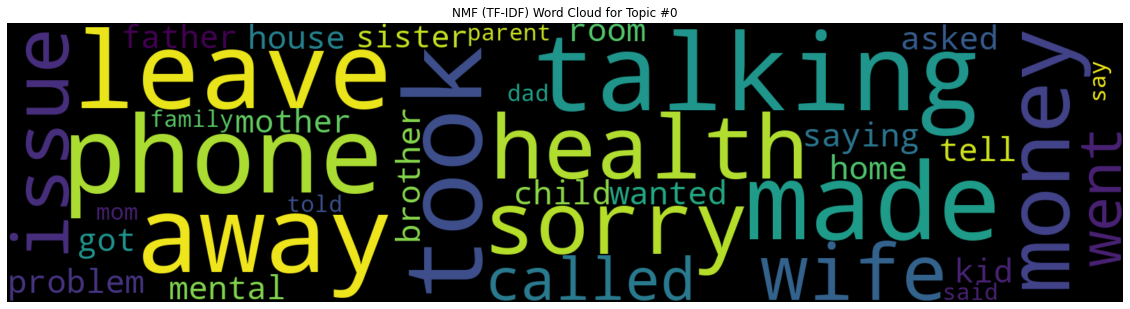 NMF (TF-IDF) Word Cloud for Topic #0
issue
father
house
sister
parent
room
asked
money
say
leave
took
talking
dad
family
mother
brother
phone
health
saying
tell
home
went
child
wanted
made
mom
told
got
away
sorry
problem
mental
called
wife
kid
said